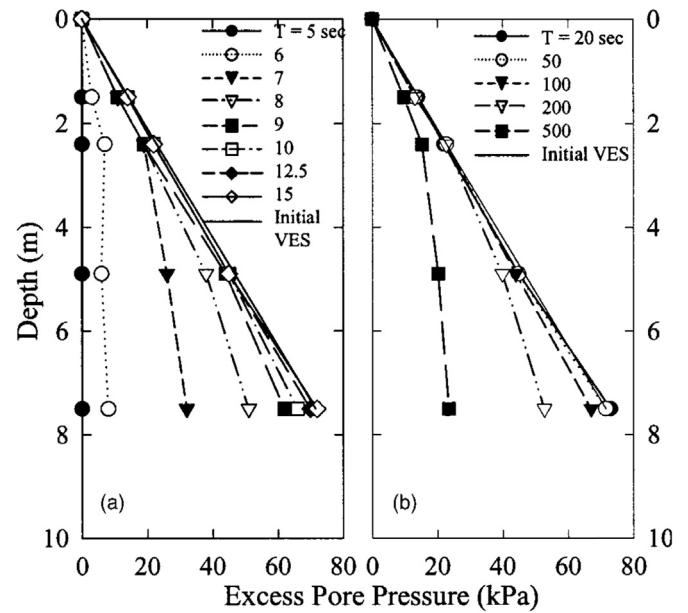 0
2
4
6
8
10
Depth (m)
T = 5 sec
6
7
8
9
10
12.5
15
Initial
VES
(a)
0 20 40 60 80
T = 20 sec
50
100
200
500
Initial VES
(b)
0
2
4
6
8
10
0 20 40 60 80
Excess Pore Pressure (kPa)